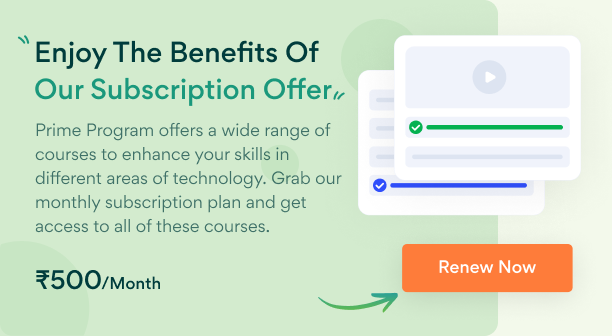 Enjoy The Benefits Of
Our Subscription Offer
Prime Program offers a wide range of
courses to enhance your skills in
different areas of technology. Grab our
monthly subscription plan and get
access to all of these courses.
₹500/Month
Renew Now